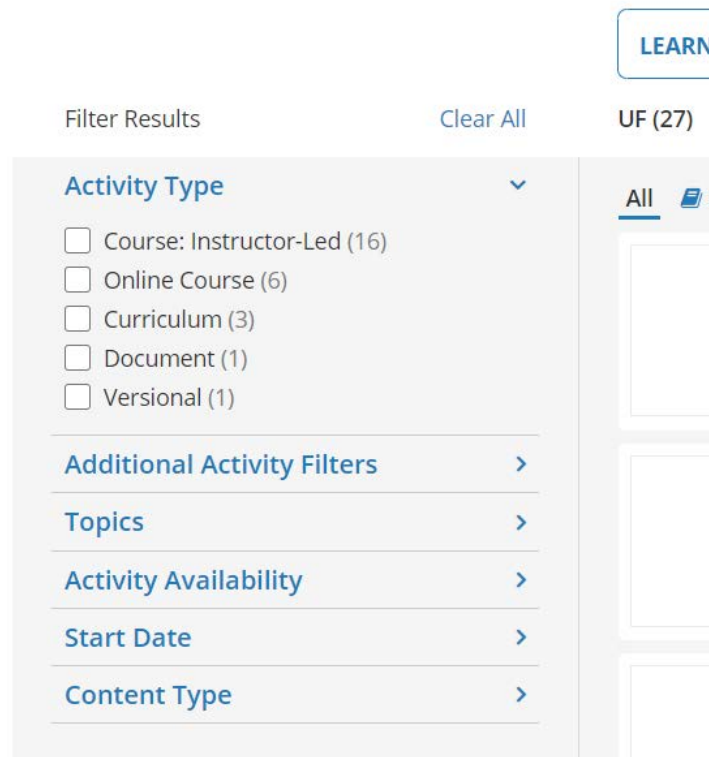 LEARN
Filter Results
Clear All
UF (27)
Activity Type
All
Course: Instructor-Led (16)
Online Course (6)
Curriculum (3)
Document (1)
Versional (1)
Additional Activity Filters
Topics
Activity Availability
Start Date
Content Type